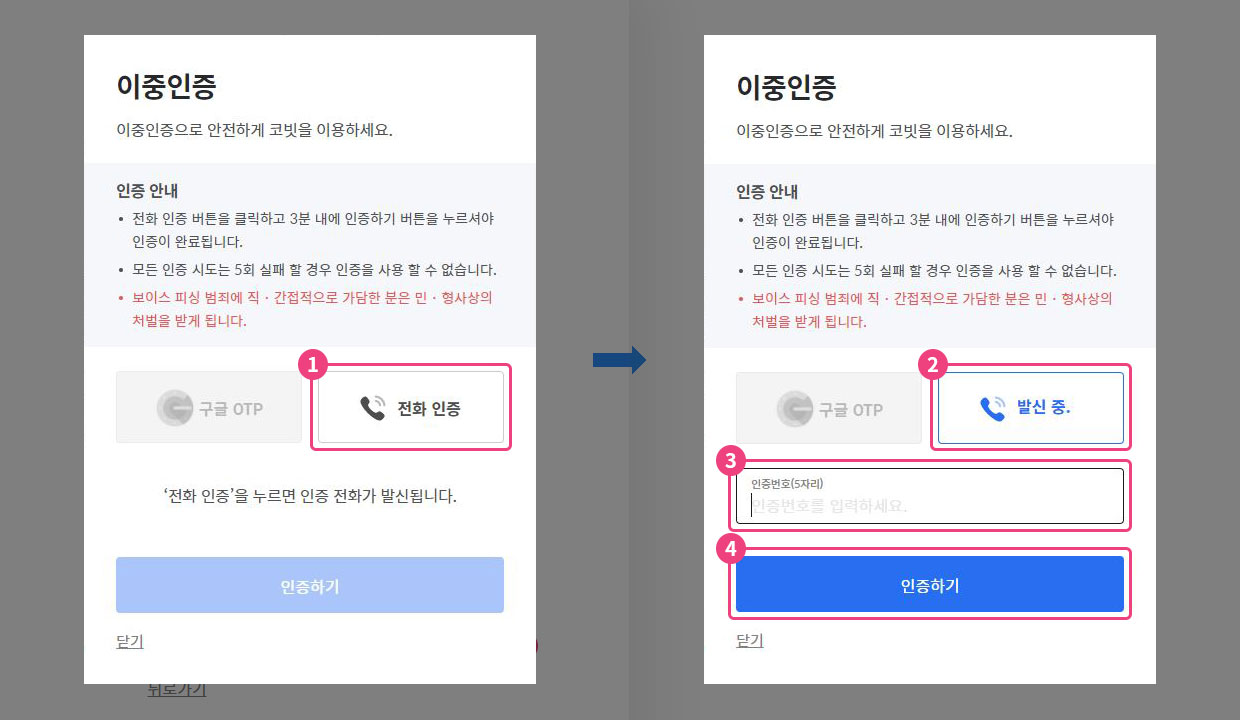 이중인증
이중인증으로 안전하게 코빗을 이용하세요.
인증 안내
• 전화 인증 버튼을 클릭하고 3분 내에 인증하기 버튼을 누르셔야
인증이 완료됩니다.
• 모든 인증 시도는 5회 실패 할 경우 인증을 사용 할 수 없습니다.
• 보이스 피싱 범죄에 직 · 간접적으로 가담한 분은 민 · 형사상의
처벌을 받게 됩니다.
1
구글 OTP
전화 인증
‘전화 인증’을 누르면 인증 전화가 발신됩니다.
인증하기
닫기
뒤로가기
이중인증
이중인증으로 안전하게 코빗을 이용하세요.
인증 안내
• 전화 인증 버튼을 클릭하고 3분 내에 인증하기 버튼을 누르셔야
인증이 완료됩니다.
• 모든 인증 시도는 5회 실패 할 경우 인증을 사용 할 수 없습니다.
• 보이스 피싱 범죄에 직 · 간접적으로 가담한 분은 민 · 형사상의
처벌을 받게 됩니다.
2
구글 OTP
발신 중.
3
인증번호(5자리)
인증번호를 입력하세요.
4
인증하기
닫기